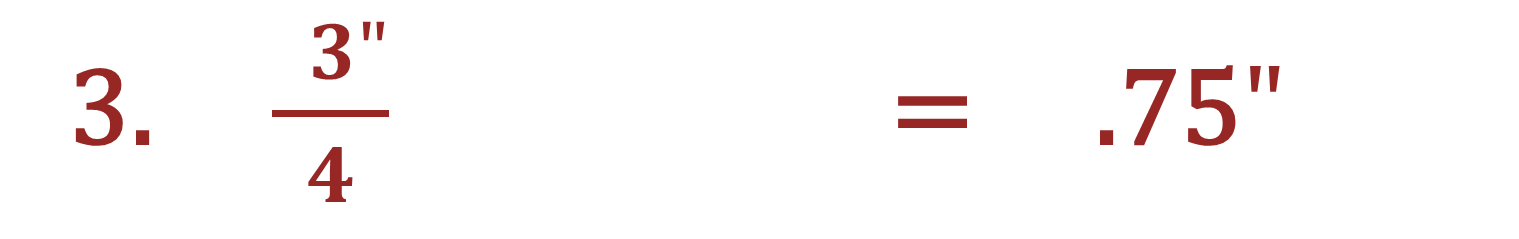 3. 3"/4 = .75"